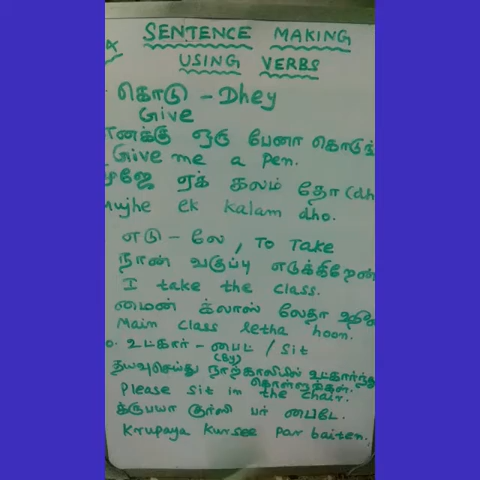 SENTENCE MAKING
USING VERBS
கொடு - Dhey
Give
எனக்கு ஒரு பேனா
Give me a pen.
ஏக் கலம் தோ (dh
Mujhe ek kalam dho.
எடு - லே, To Take
நான் வகுப்பு எடுக்கிறேன்
I take the class.
மைன் க்லாஸ் லேதா
Main class letha hoon.
உட்கார் - பைட் / Sit
(By)
தயவுசெய்து நாற்காலியில்
கொள்ளுங்கள்.
Please sit in the chair.
க்ருபயா குர்ஸி பர் பைடே.
Krupaya Kursee Par baiten.